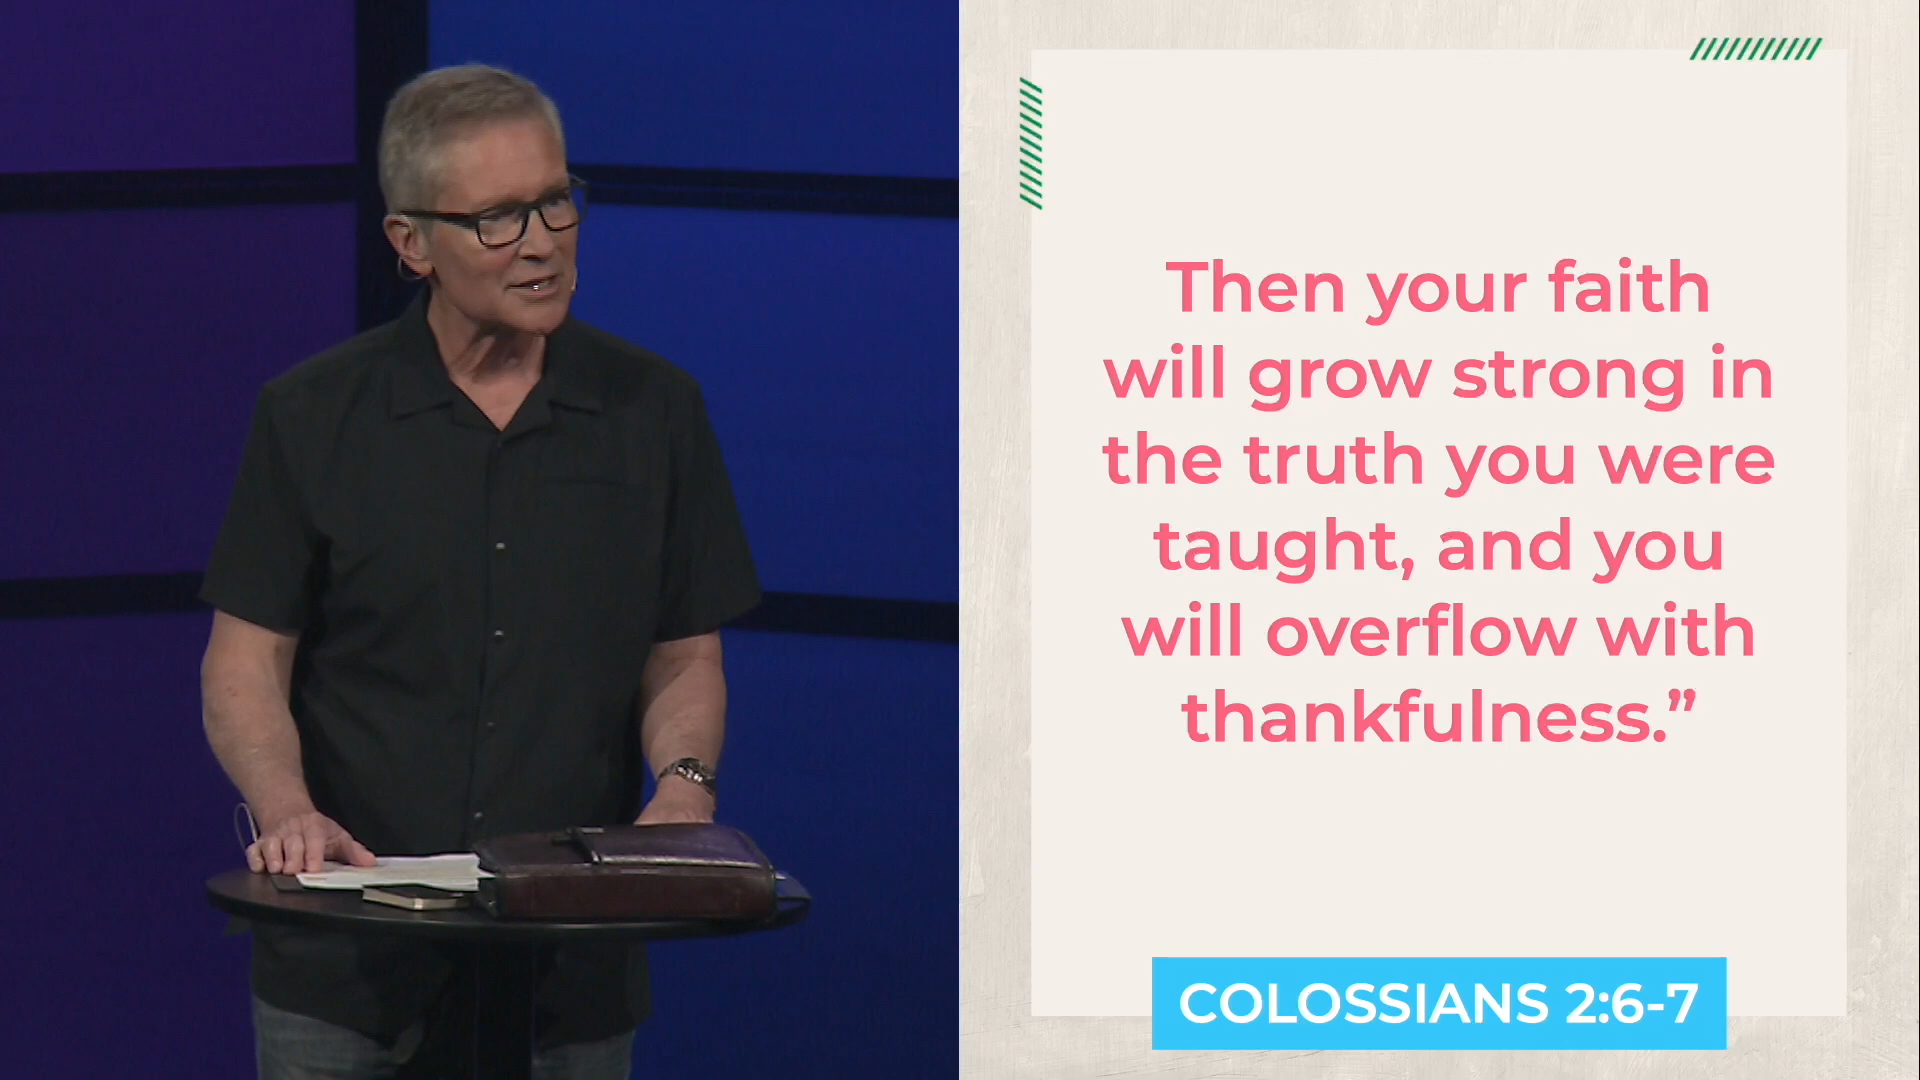 Then your faith
will grow strong in
the truth you were
taught, and you
will overflow with
thankfulness.”
COLOSSIANS 2:6-7